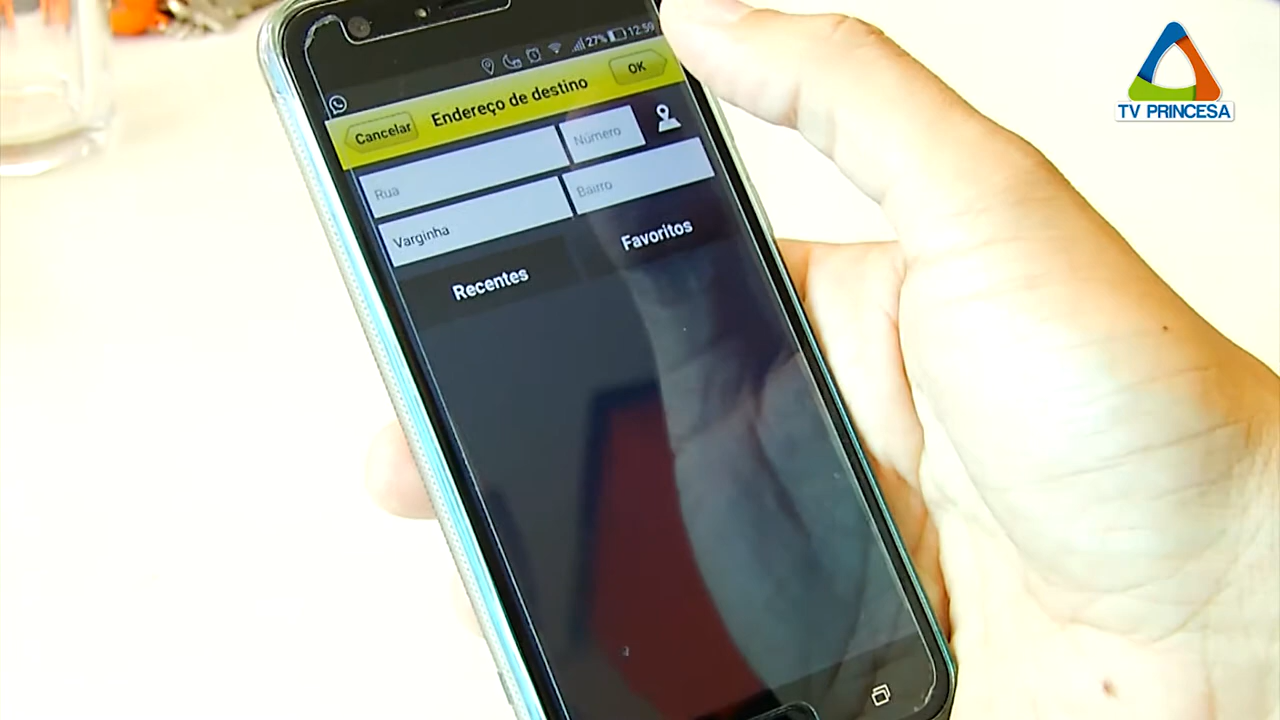 27% 12:59
Cancelar Endereço de destino OK
Rua Número
Varginha Bairro
Recentes Favoritos
TV PRINCESA